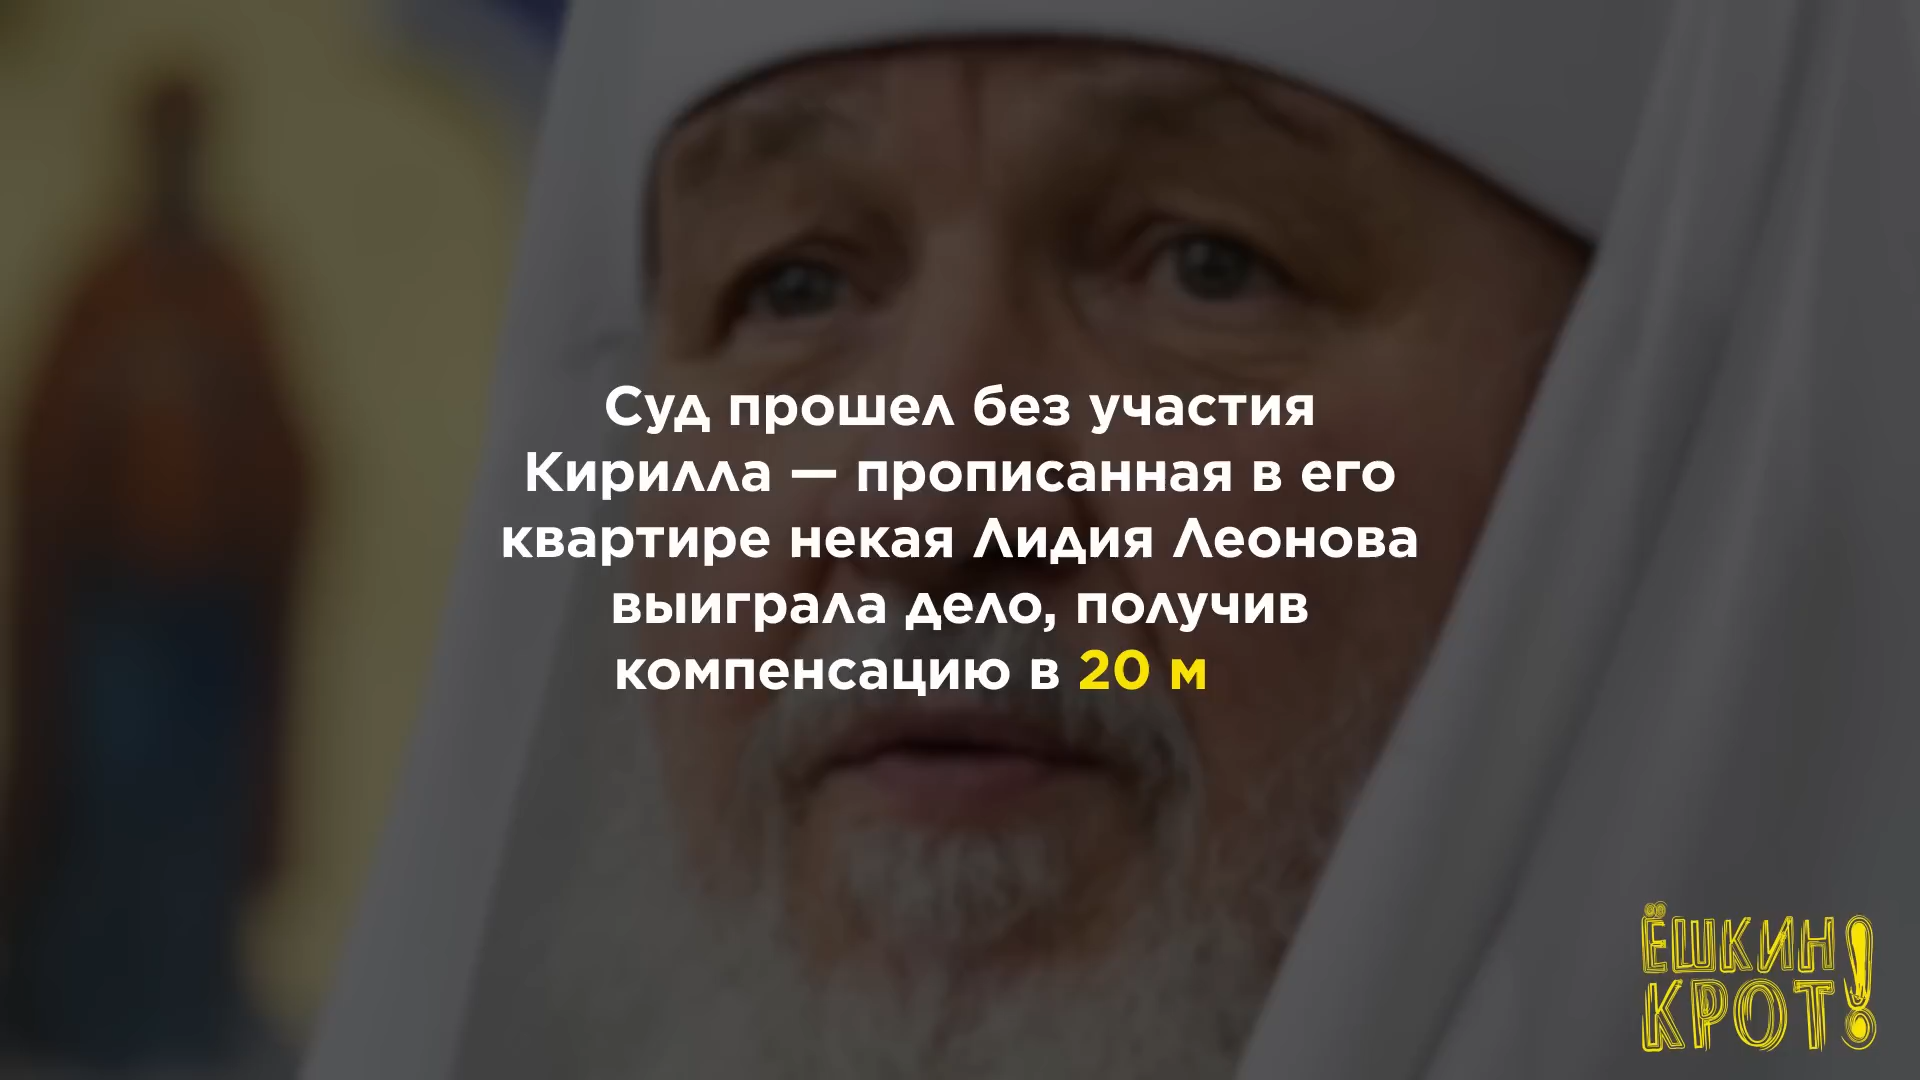 Суд прошел без участия
Кирилла — прописанная в его
квартире некая Лидия Леонова
выиграла дело, получив
компенсацию в 20 м
ЁШКИН
КРОТ!